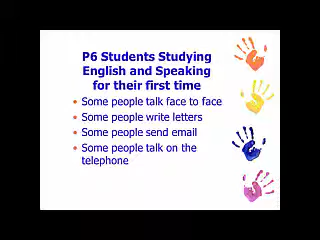 P6 Students Studying
English and Speaking
for their first time
Some people talk face to face
Some people write letters
Some people send email
Some people talk on the
telephone